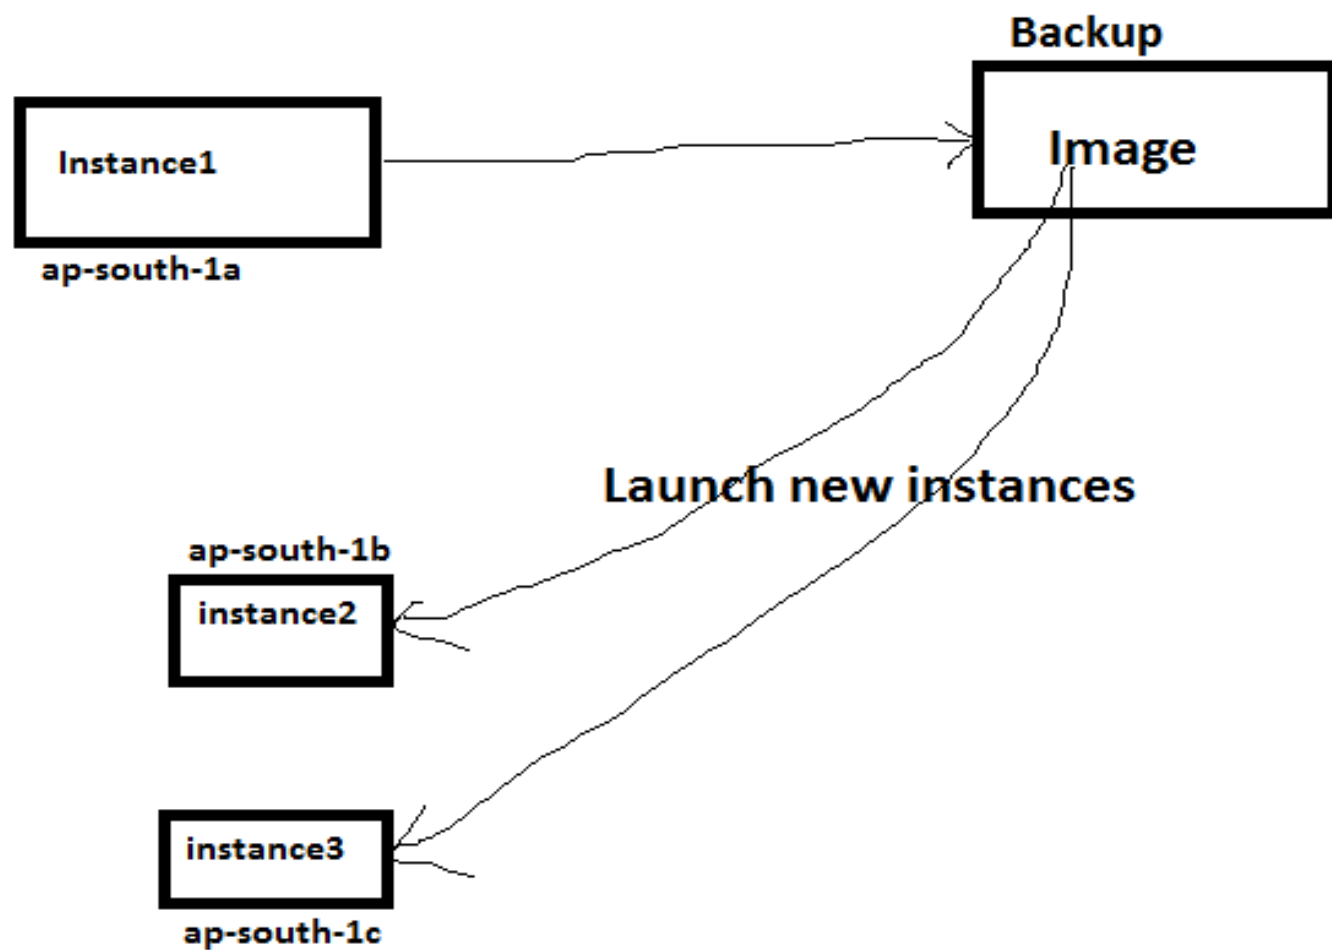 Backup
Instance1
Image
ap-south-1a
Launch new instances
ap-south-1b
instance2
instance3
ap-south-1c